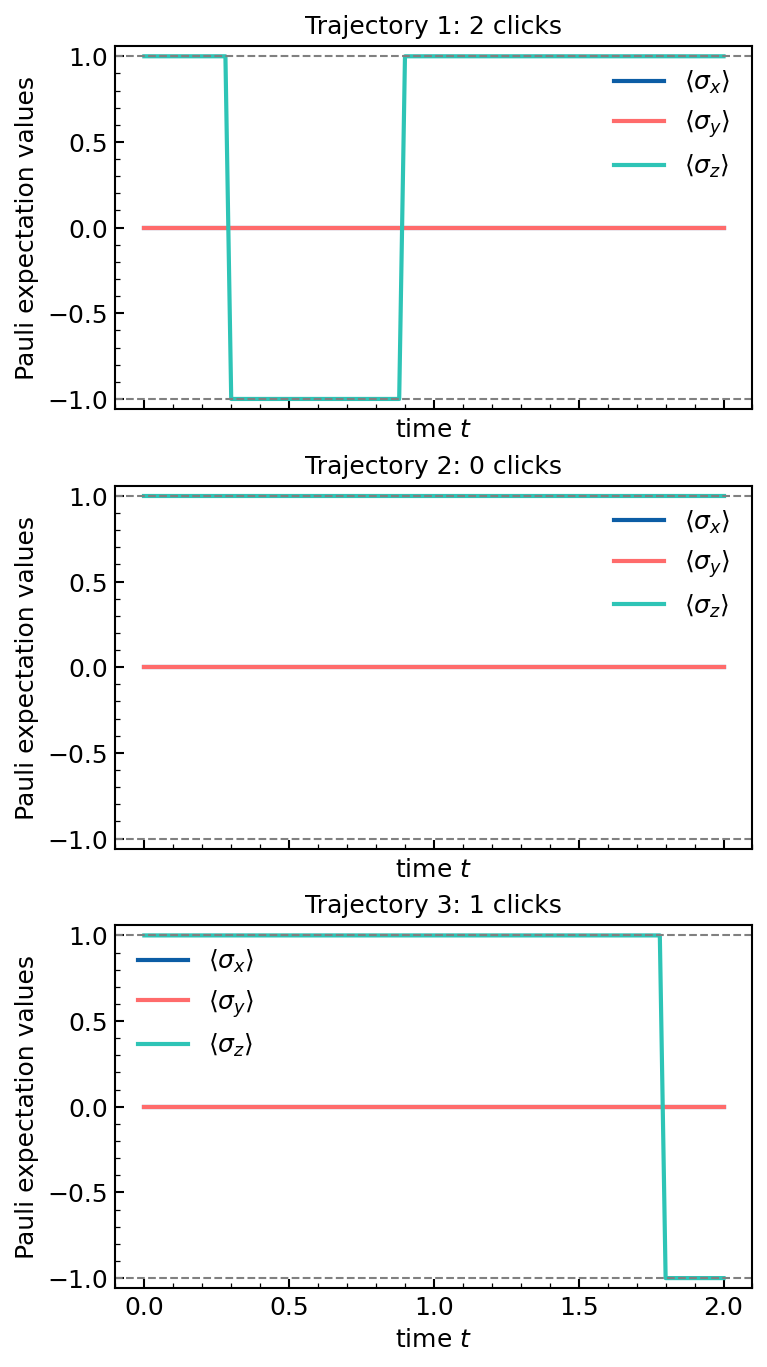 Trajectory 1: 2 clicks
Pauli expectation values
1.0
0.5
0.0
−0.5
−1.0
⟨σx⟩
⟨σy⟩
⟨σz⟩
time t
Trajectory 2: 0 clicks
Pauli expectation values
1.0
0.5
0.0
−0.5
−1.0
⟨σx⟩
⟨σy⟩
⟨σz⟩
time t
Trajectory 3: 1 clicks
Pauli expectation values
1.0
0.5
0.0
−0.5
−1.0
⟨σx⟩
⟨σy⟩
⟨σz⟩
0.0 0.5 1.0 1.5 2.0
time t